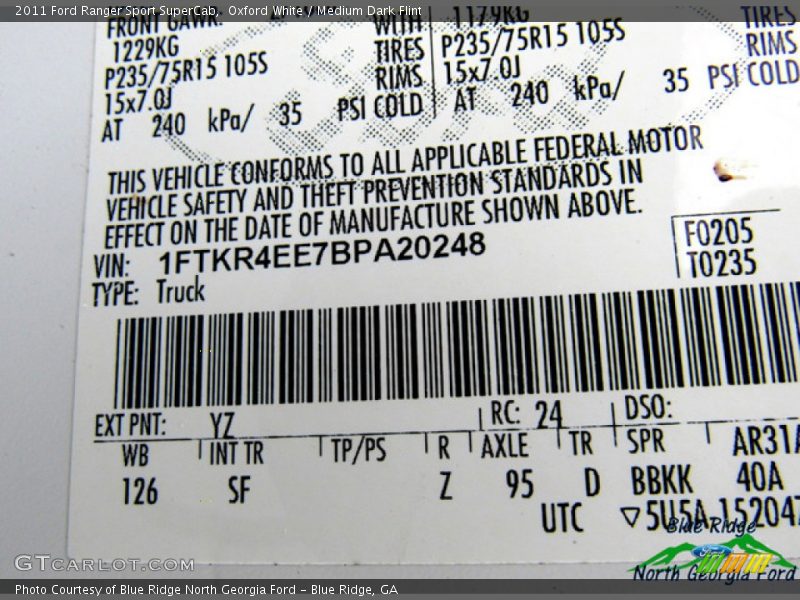 2011 Ford Ranger Sport SuperCab, Oxford White / Medium Dark Flint
FRONT GAWR: WITH 1179KG TIRES
1229KG TIRES P235/75R15 105S RIMS
P235/75R15 105S RIMS 15x7.0J
15x7.0J AT 240 kPa/ 35 PSI COLD
AT 240 kPa/ 35 PSI COLD
THIS VEHICLE CONFORMS TO ALL APPLICABLE FEDERAL MOTOR
VEHICLE SAFETY AND THEFT PREVENTION STANDARDS IN
EFFECT ON THE DATE OF MANUFACTURE SHOWN ABOVE.
VIN: 1FTKR4EE7BPA20248
F0205
TYPE: Truck
T0235
EXT PNT: YZ RC: 24 DSO:
WB INT TR TP/PS R AXLE TR SPR AR31A
126 SF Z 95 D BBKK 40A
UTC ▽5U5A-152047
Blue Ridge
Ford
North Georgia Ford
GTCARLOT.COM
Photo Courtesy of Blue Ridge North Georgia Ford – Blue Ridge, GA